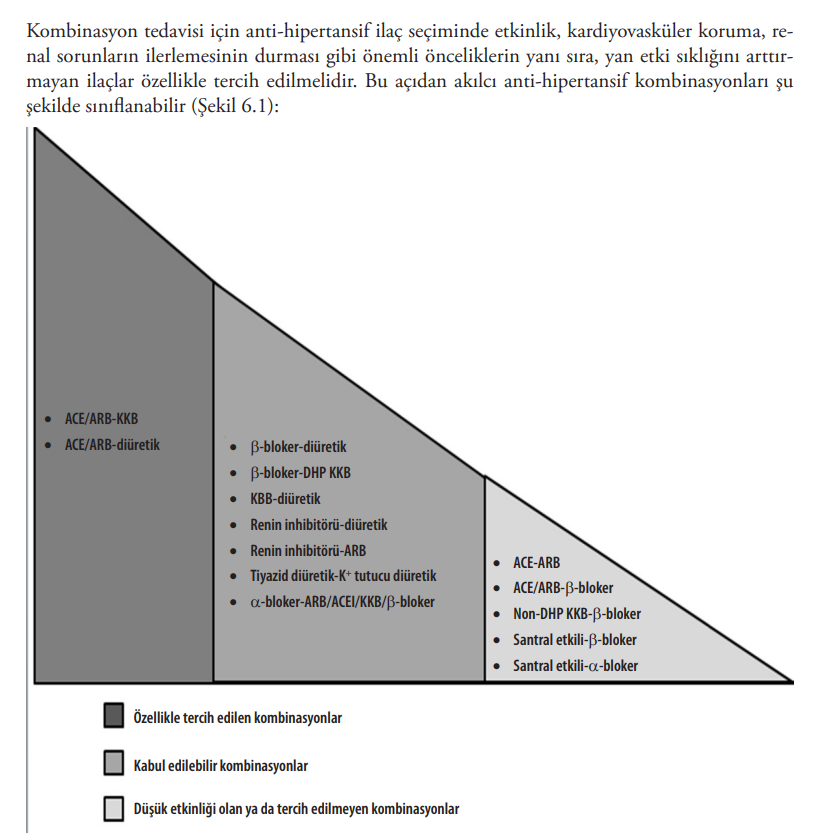 Kombinasyon tedavisi için anti-hipertansif ilaç seçiminde etkinlik, kardiyovasküler koruma, re-
nal sorunların ilerlemesinin durması gibi önemli önceliklerin yanı sıra, yan etki sıklığını arttır-
mayan ilaçlar özellikle tercih edilmelidir. Bu açıdan akılcı anti-hipertansif kombinasyonları şu
şekilde sınıflanabilir (Şekil 6.1):
• ACE/ARB-KKB
• ACE/ARB-diüretik
• β-bloker-diüretik
• β-bloker-DHP KKB
• KBB-diüretik
• Renin inhibitörü-diüretik
• Renin inhibitörü-ARB
• Tiyazid diüretik-K⁺ tutucu diüretik
• α-bloker-ARB/ACEI/KKB/β-bloker
• ACE-ARB
• ACE/ARB-β-bloker
• Non-DHP KKB-β-bloker
• Santral etkili-β-bloker
• Santral etkili-α-bloker
Özellikle tercih edilen kombinasyonlar
Kabul edilebilir kombinasyonlar
Düşük etkinliği olan ya da tercih edilmeyen kombinasyonlar